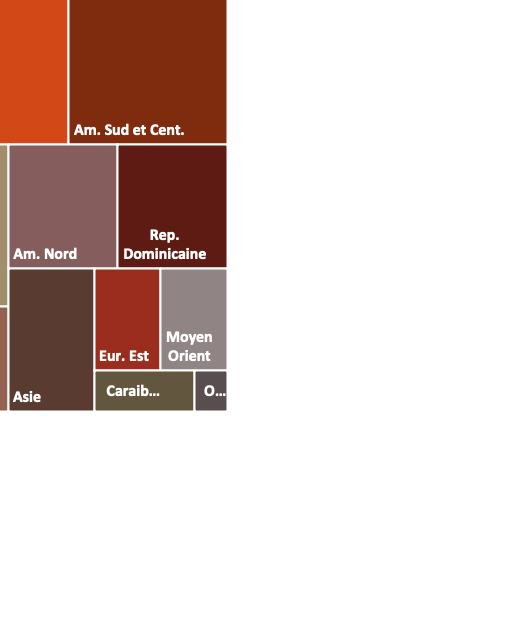 Am. Sud et Cent.
Am. Nord
Rep.
Dominicaine
Asie
Eur. Est
Moyen
Orient
Caraib...
O...